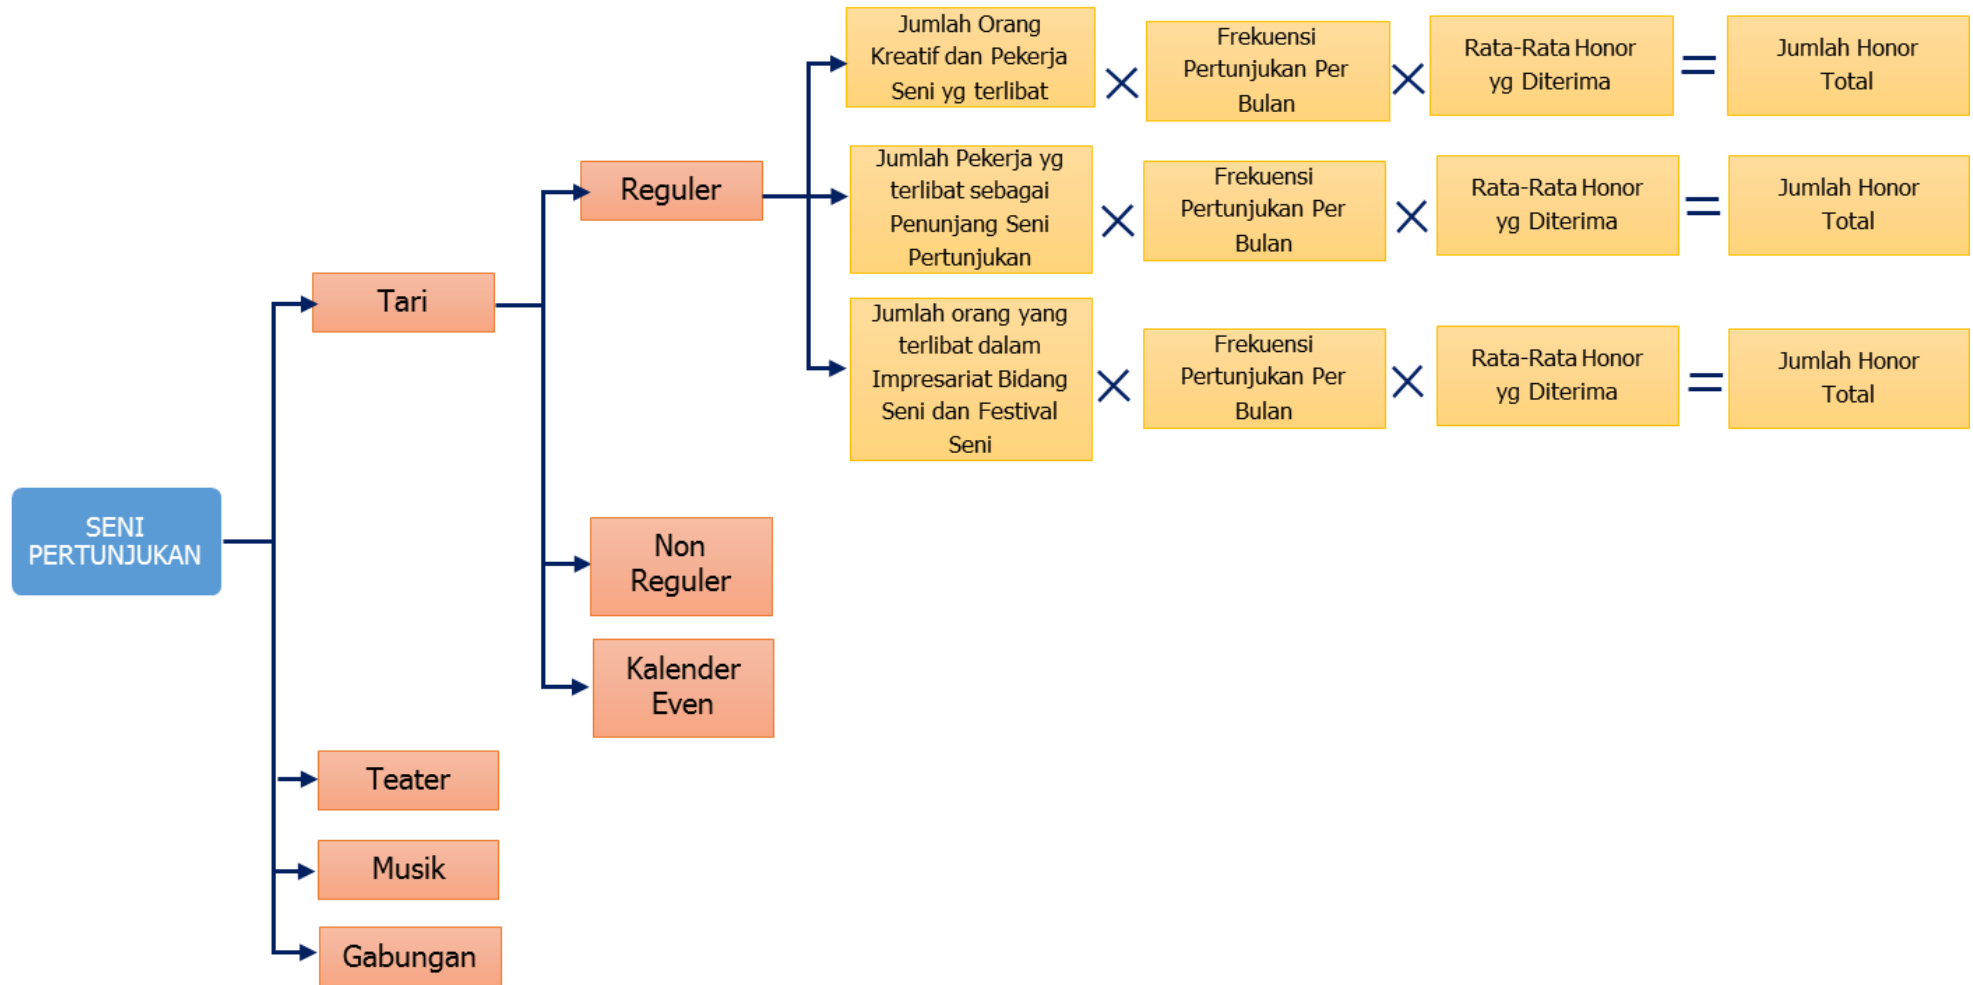 Jumlah Orang
Kreatif dan Pekerja
Seni yg terlibat
×
Frekuensi
Pertunjukan Per
Bulan
×
Rata-Rata Honor
yg Diterima
=
Jumlah Honor
Total
Jumlah Pekerja yg
terlibat sebagai
Penunjang Seni
Pertunjukan
×
Frekuensi
Pertunjukan Per
Bulan
×
Rata-Rata Honor
yg Diterima
=
Jumlah Honor
Total
Jumlah orang yang
terlibat dalam
Impresariat Bidang
Seni dan Festival
Seni
×
Frekuensi
Pertunjukan Per
Bulan
×
Rata-Rata Honor
yg Diterima
=
Jumlah Honor
Total
Reguler
Tari
SENI
PERTUNJUKAN
Non
Reguler
Kalender
Even
Teater
Musik
Gabungan